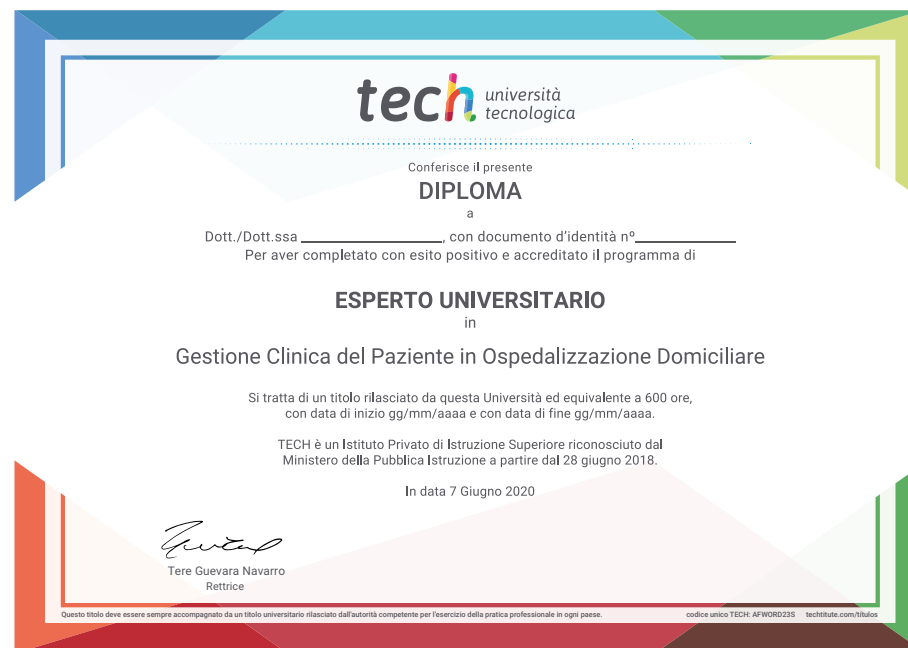 tech università
tecnologica
Conferisce il presente
DIPLOMA
a
Dott./Dott.ssa ____________________, con documento d'identità nº______________
Per aver completato con esito positivo e accreditato il programma di
ESPERTO UNIVERSITARIO
in
Gestione Clinica del Paziente in Ospedalizzazione Domiciliare
Si tratta di un titolo rilasciato da questa Università ed equivalente a 600 ore,
con data di inizio gg/mm/aaaa e con data di fine gg/mm/aaaa.
TECH è un Istituto Privato di Istruzione Superiore riconosciuto dal
Ministero della Pubblica Istruzione a partire dal 28 giugno 2018.
In data 7 Giugno 2020
Tere Guevara Navarro
Rettrice
Questo titolo deve essere sempre accompagnato da un titolo universitario rilasciato dall'autorità competente per l'esercizio della pratica professionale in ogni paese. codice unico TECH: AFWORD23S techtitute.com/titulos